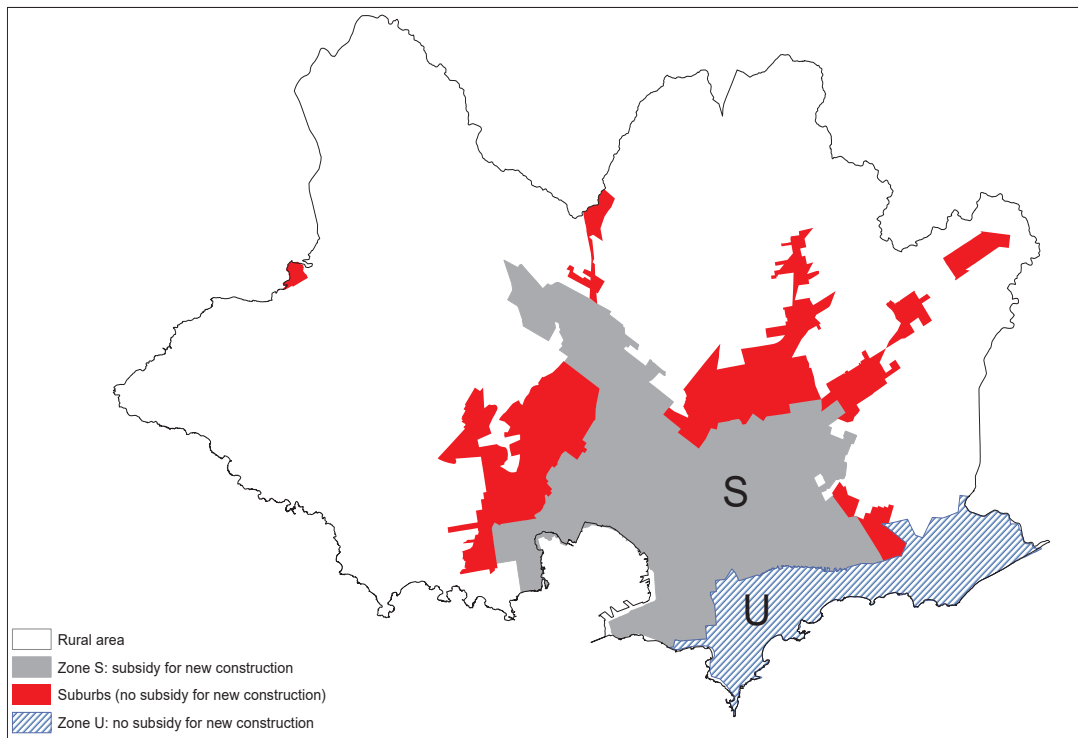 S
U
Rural area
Zone S: subsidy for new construction
Suburbs (no subsidy for new construction)
Zone U: no subsidy for new construction